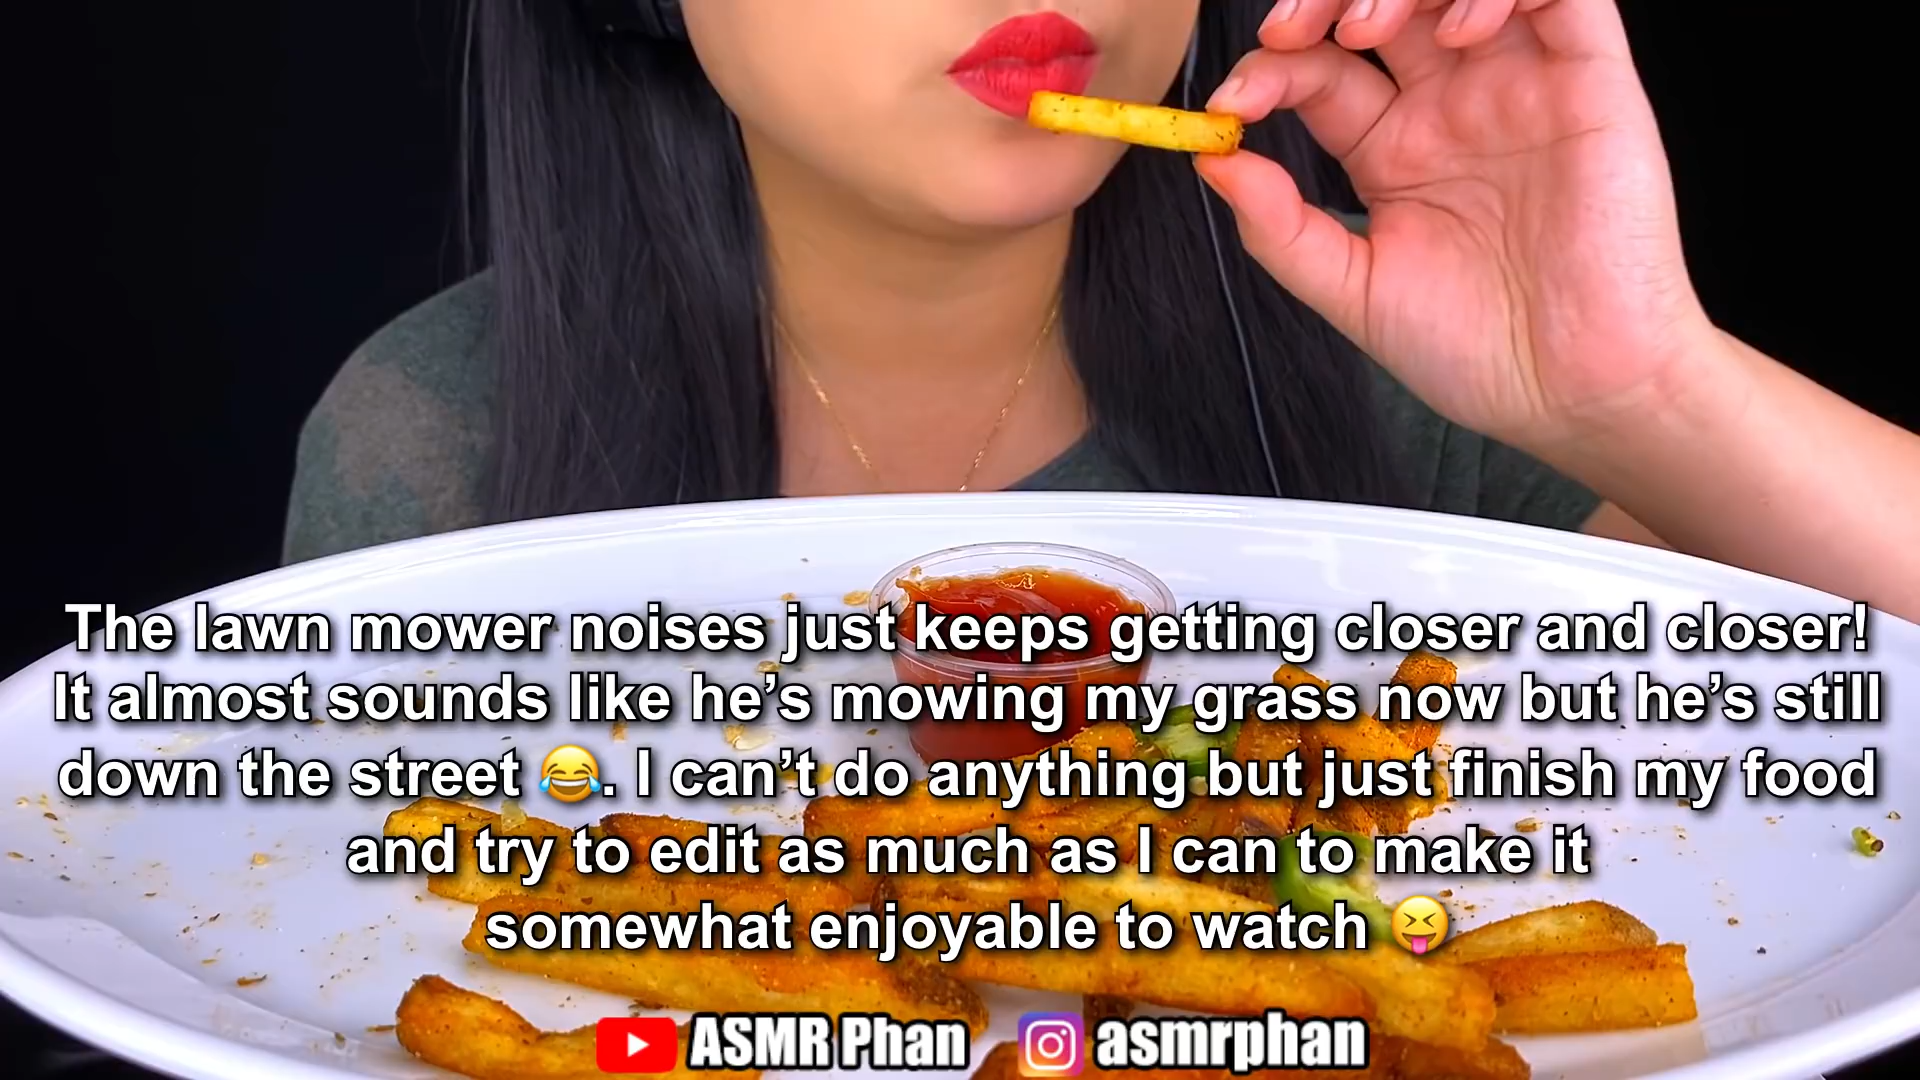 The lawn mower noises just keeps getting closer and closer!
It almost sounds like he’s mowing my grass now but he’s still
down the street 😂. I can’t do anything but just finish my food
and try to edit as much as I can to make it
somewhat enjoyable to watch 😝
ASMR Phan asmrphan